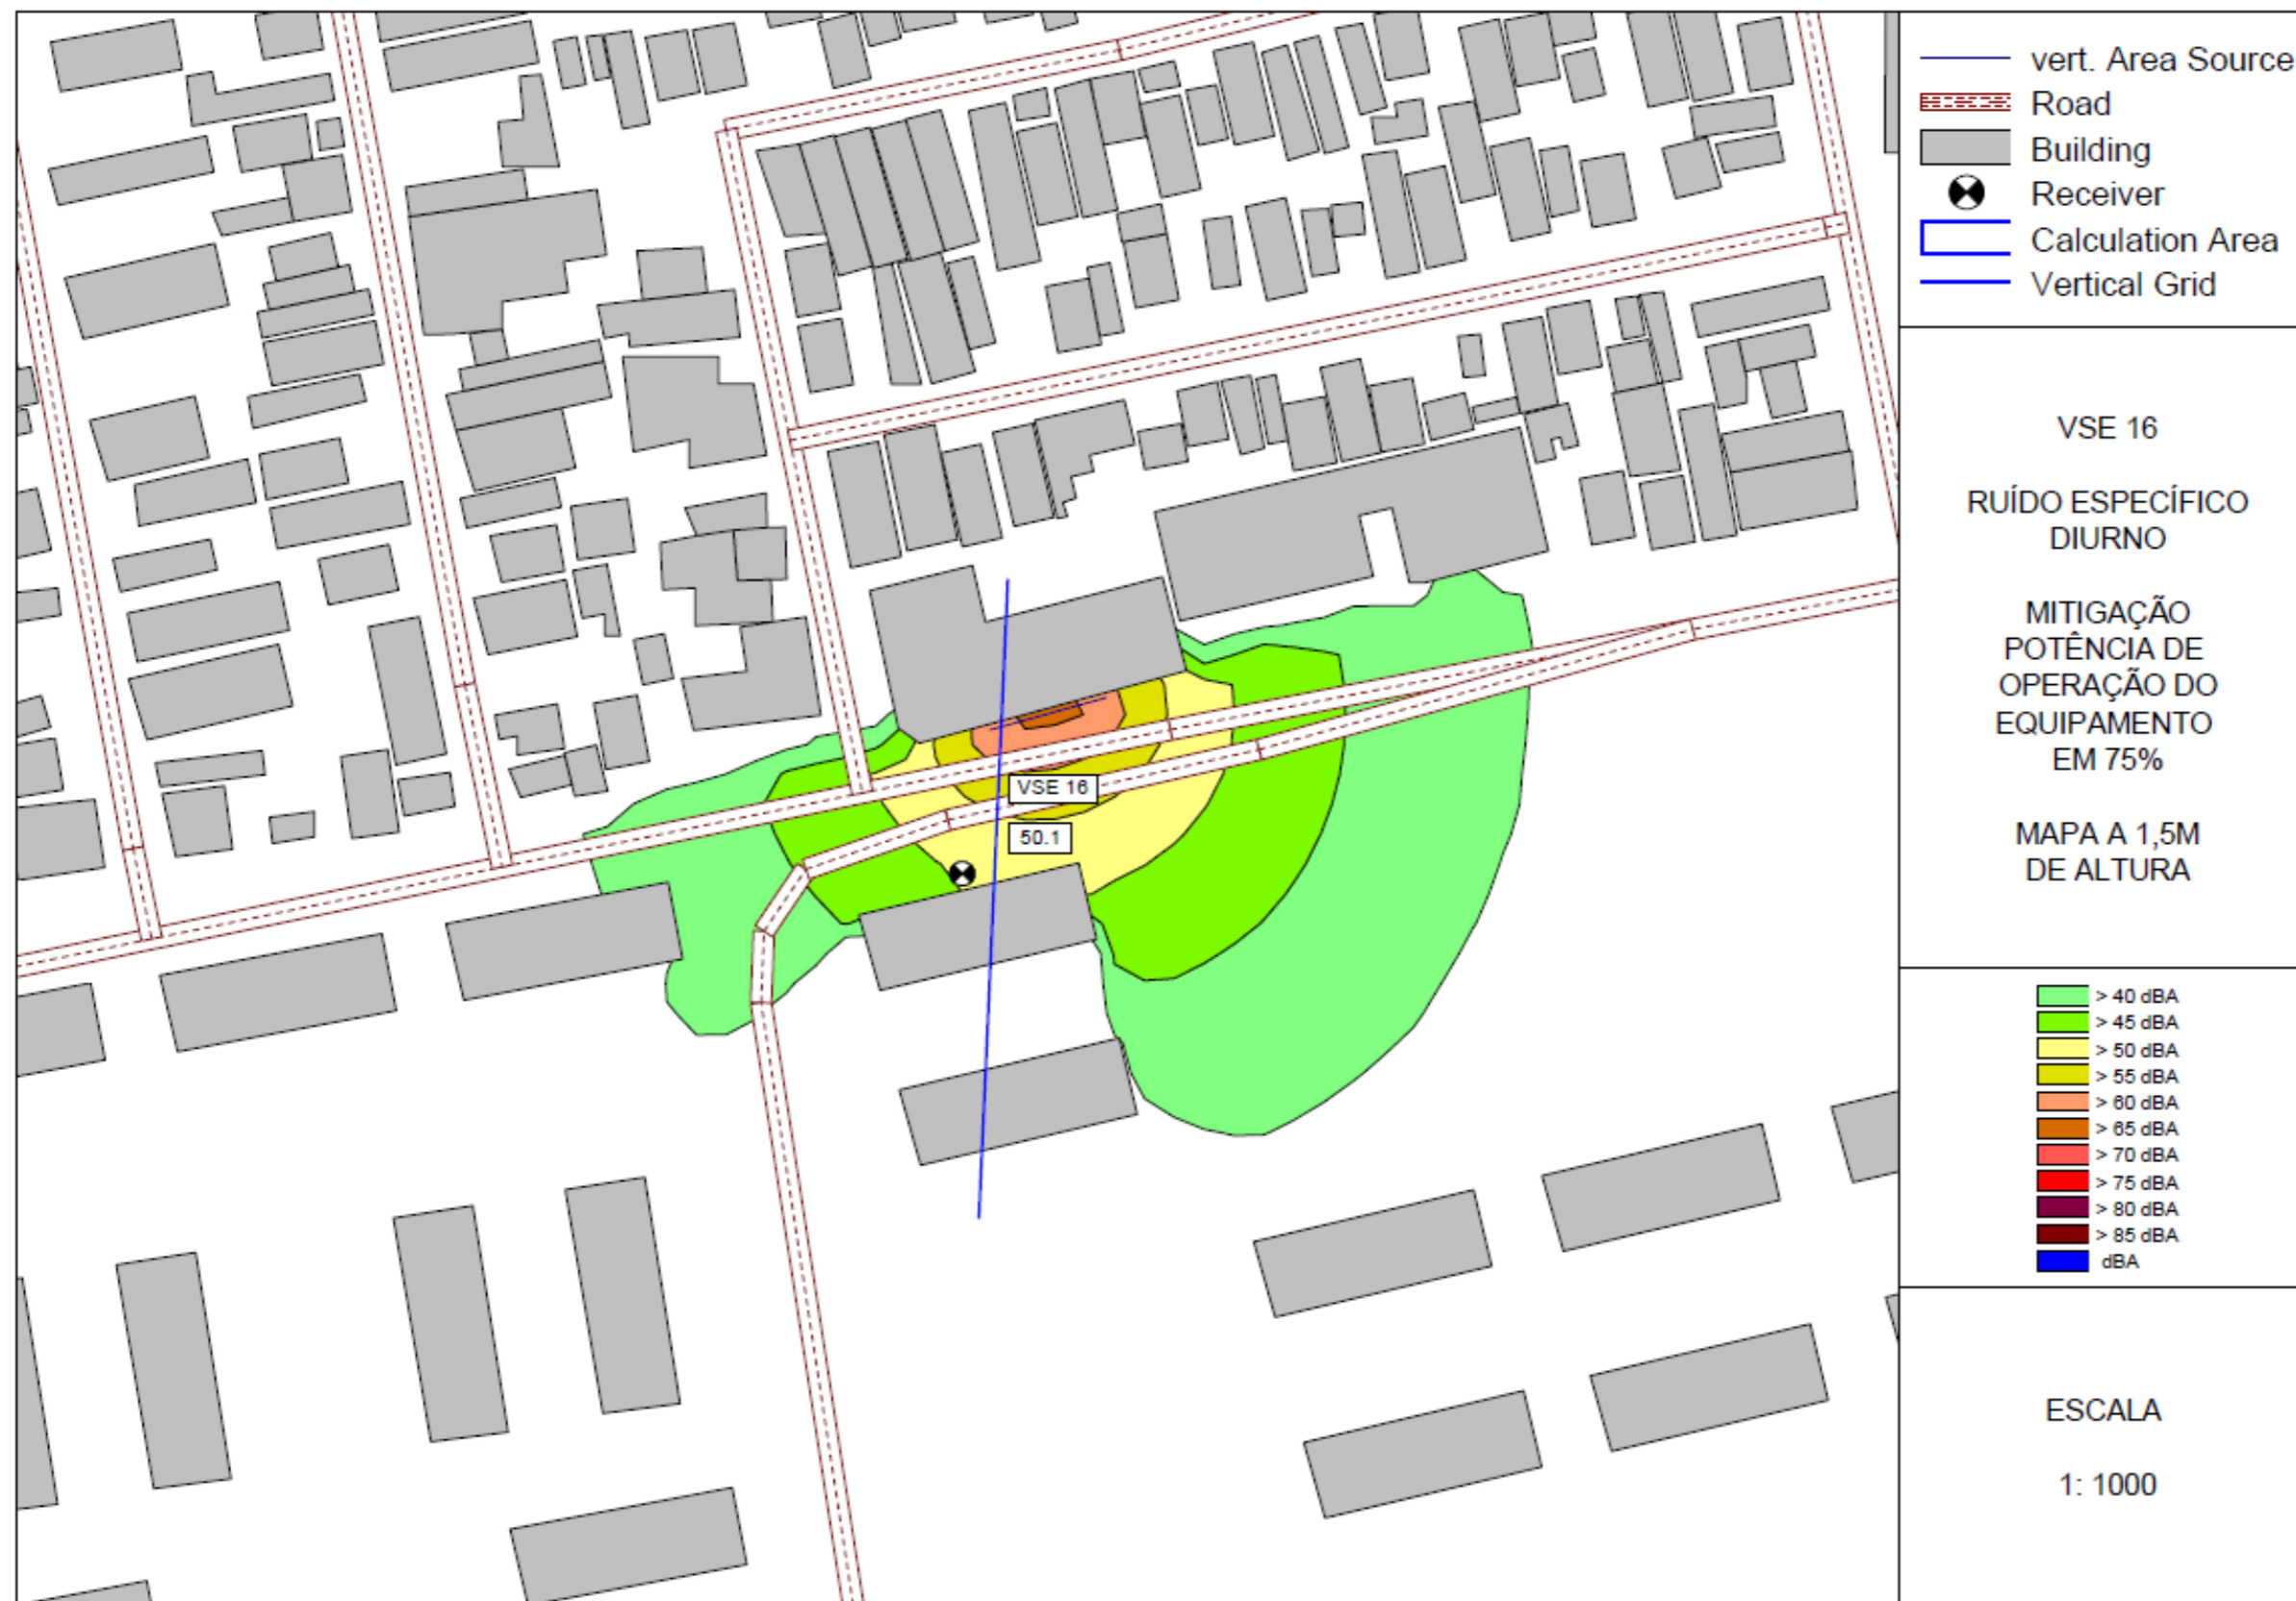 vert. Area Source
Road
Building
Receiver
Calculation Area
Vertical Grid
VSE 16
RUÍDO ESPECÍFICO
DIURNO
MITIGAÇÃO
POTÊNCIA DE
OPERAÇÃO DO
EQUIPAMENTO
EM 75%
MAPA A 1,5M
DE ALTURA
VSE 16
50.1
> 40 dBA
> 45 dBA
> 50 dBA
> 55 dBA
> 60 dBA
> 65 dBA
> 70 dBA
> 75 dBA
> 80 dBA
> 85 dBA
dBA
ESCALA
1: 1000